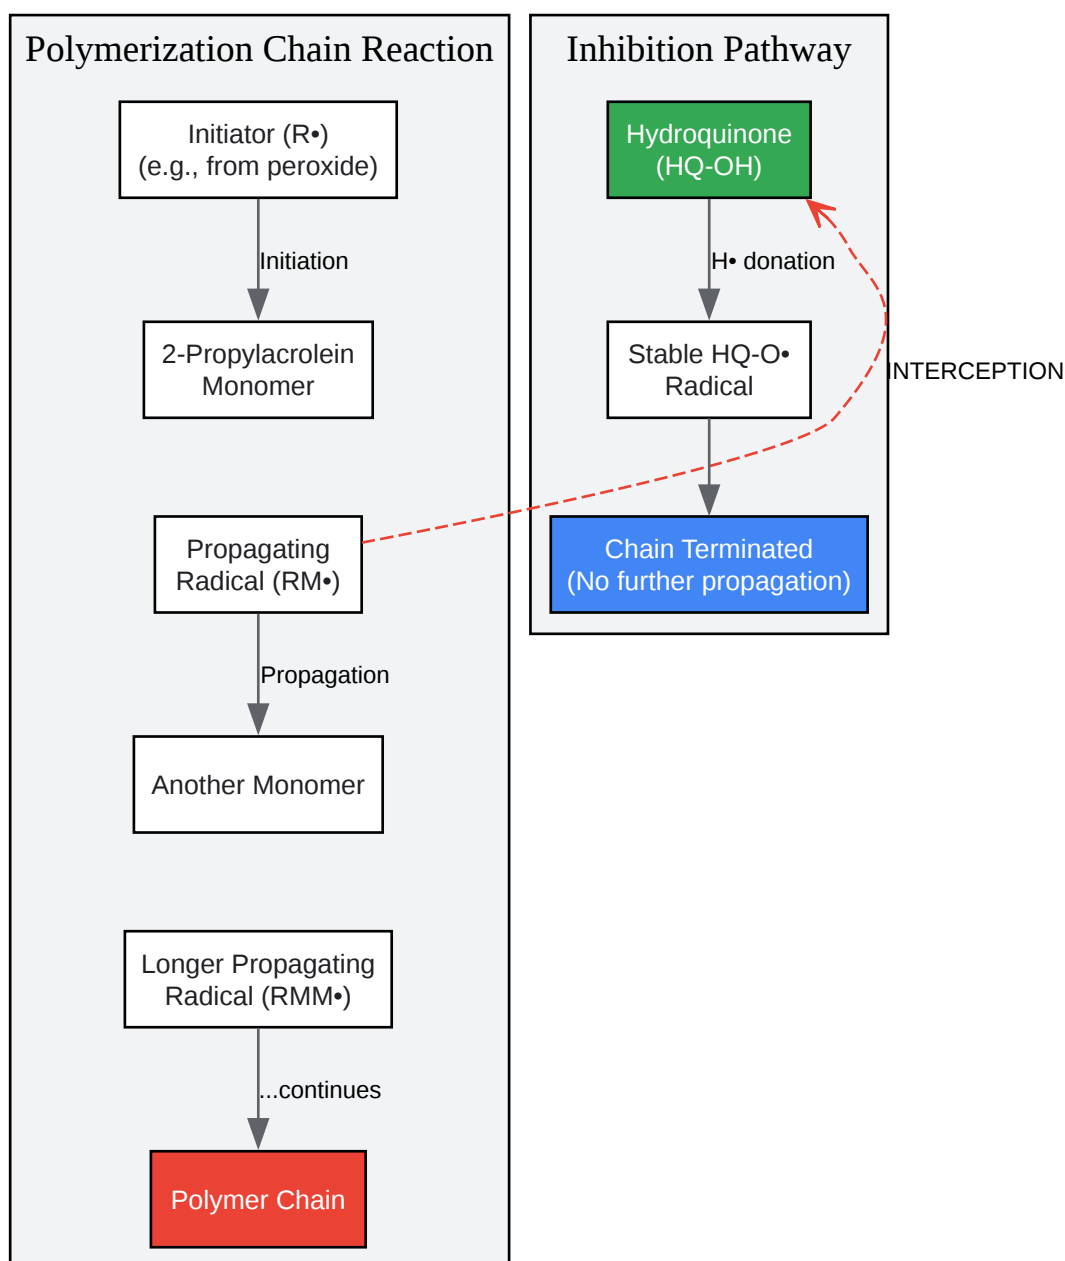 Polymerization Chain Reaction
Initiator (R•)
(e.g., from peroxide)
Initiation
2-Propylacrolein
Monomer
Propagating
Radical (RM•)
Propagation
Another Monomer
Longer Propagating
Radical (RMM•)
...continues
Polymer Chain
Inhibition Pathway
Hydroquinone
(HQ-OH)
H• donation
Stable HQ-O•
Radical
INTERCEPTION
Chain Terminated
(No further propagation)